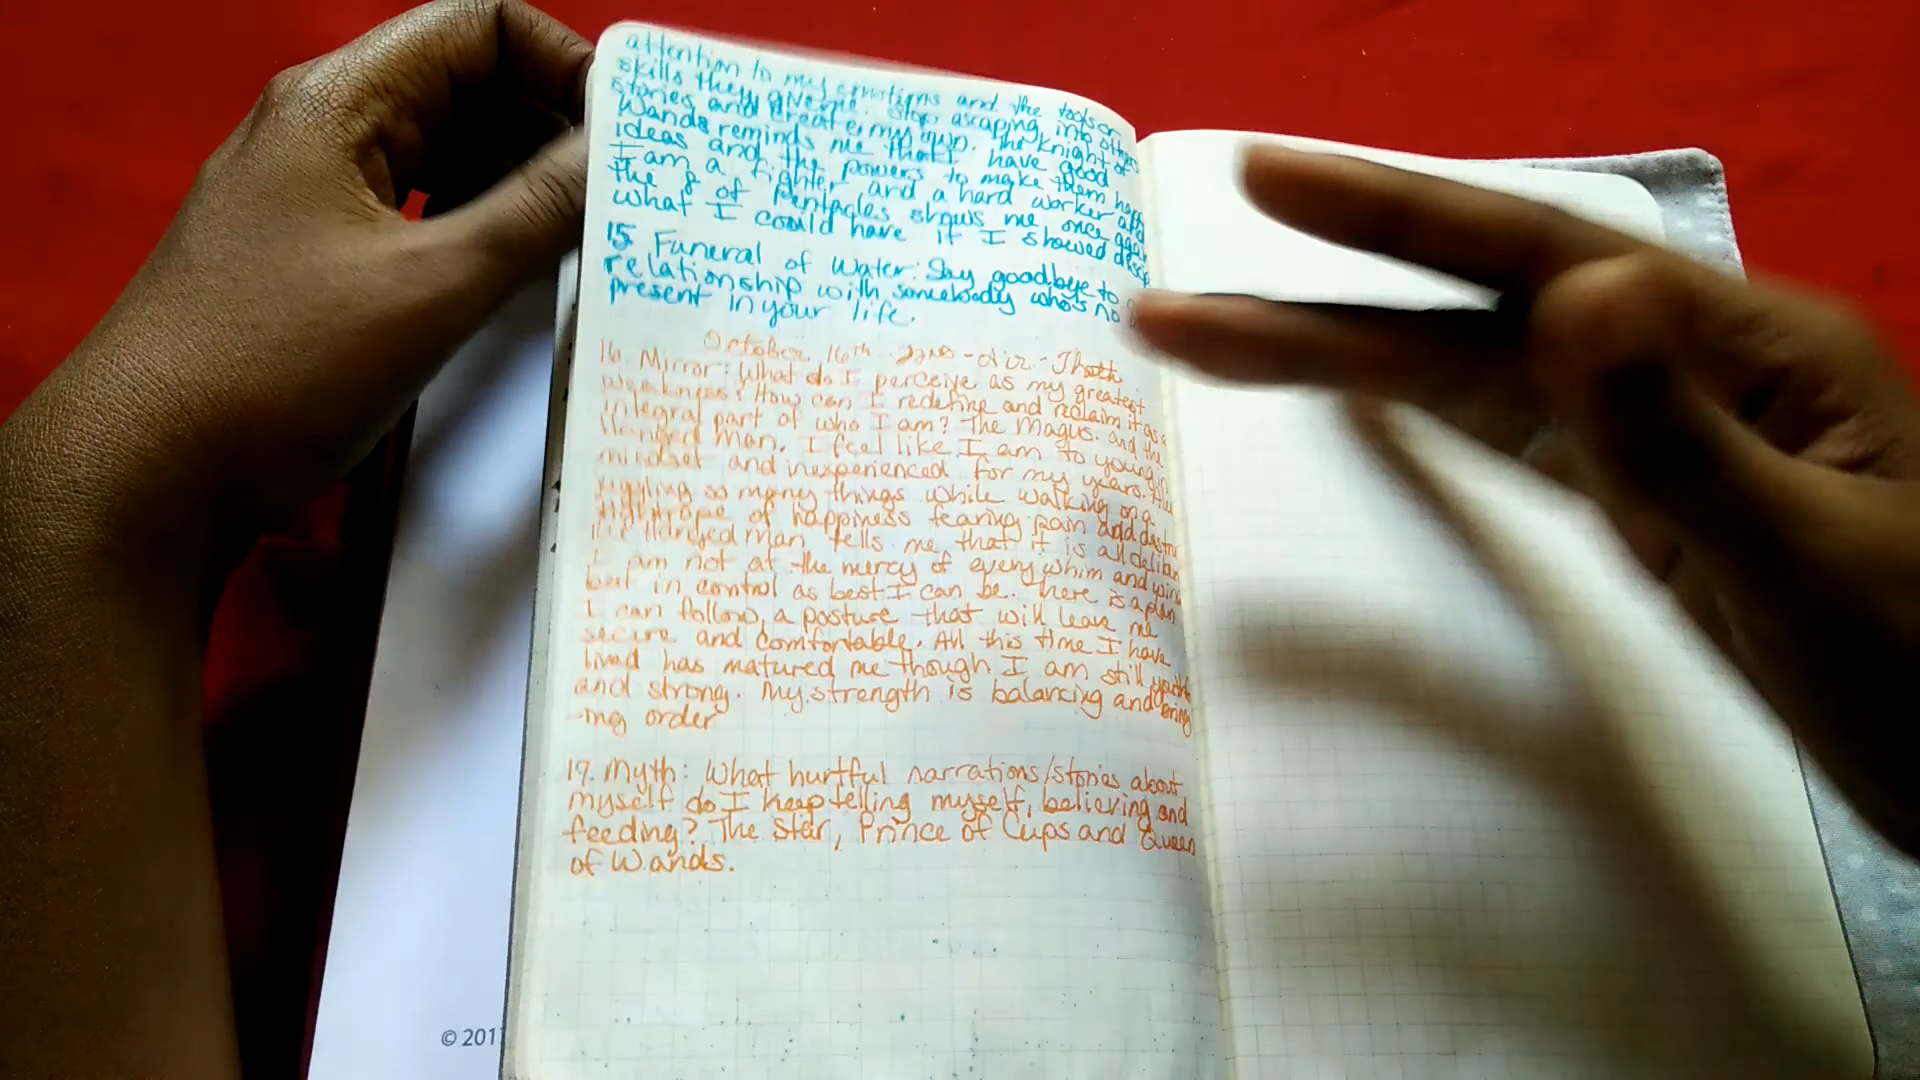 attention to my emotions and the tools or
skills they give me. Stop ascaping into others
stories and create my own. The Knight of
Wands reminds me that I have good
ideas and the powers to make them
I am a fighter and a hard worker and
the 8 of Pentacles shows me once again
what I could have if I showed
15. Funeral of Water: Say goodbye to
relationship with somebody who's no
present in your life.
October 16th - Thoth
16. Mirror: What do I perceive as my greatest
weakness? How can I redefine and reclaim it as
integral part of who I am? The Magus. and the
Hanged Man. I feel like I am to young
mindset and inexperienced for my years.
juggling so many things while walking on a
tightrope of happiness fearing pain and
The Hanged man tells me that it is all
I am not at the mercy of every whim and
but in control as best I can be. There is a plan
I can follow, a posture that will leave me
secure and comfortable. All this time I have
lived has matured me though I am still
and strong. My strength is balancing and bring
-ing order
17. Myth: What hurtful narrations/stories about
myself do I keep telling myself, believing and
feeding? The Star, Prince of Cups and Queen
of Wands.
© 201